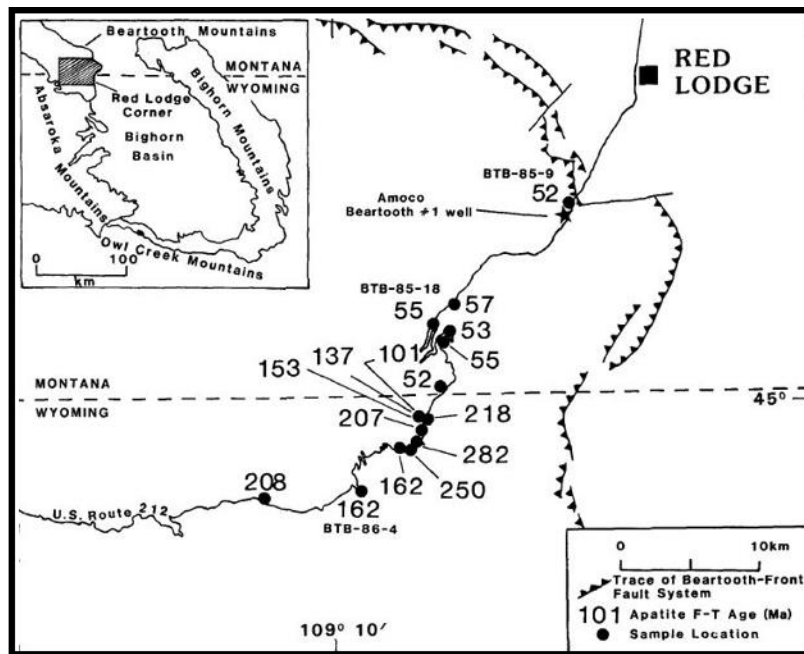 Beartooth Mountains
MONTANA
WYOMING
Red Lodge
Corner
Bighorn
Basin
Absaroka Mountains
Bighorn Mountains
Owl Creek Mountains
0 100
km
RED
LODGE
BTB-85-9
52
Amoco
Beartooth #1 well
BTB-85-18
55
57
53
55
101
137
153
52
MONTANA
WYOMING
45°
207
218
282
162
250
208
162
U.S. Route 212
BTB-86-4
109° 10'
0 10km
Trace of Beartooth-Front
Fault System
101 Apatite F-T Age (Ma)
Sample Location